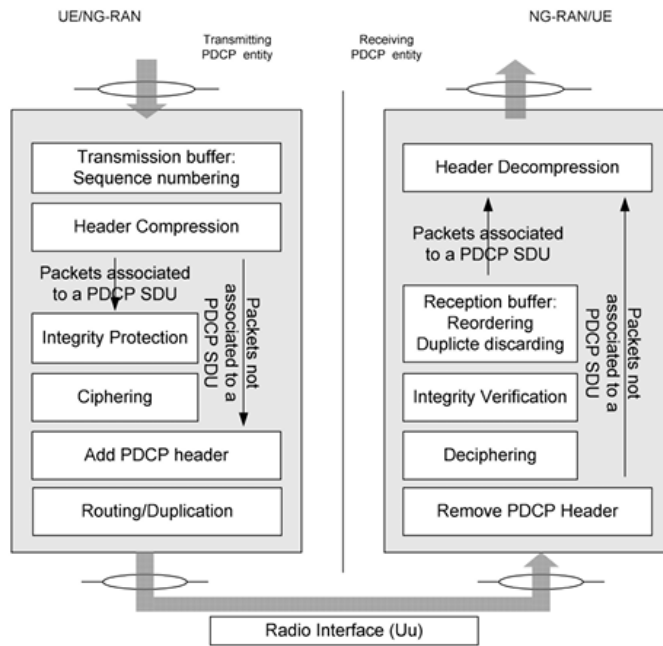 UE/NG-RAN
Transmitting
PDCP entity
Receiving
PDCP entity
NG-RAN/UE
Transmission buffer:
Sequence numbering
Header Compression
Packets associated
to a PDCP SDU
Packets not
associated to a
PDCP SDU
Integrity Protection
Ciphering
Add PDCP header
Routing/Duplication
Header Decompression
Packets associated
to a PDCP SDU
Packets not
associated to a
PDCP SDU
Reception buffer:
Reordering
Duplicte discarding
Integrity Verification
Deciphering
Remove PDCP Header
Radio Interface (Uu)